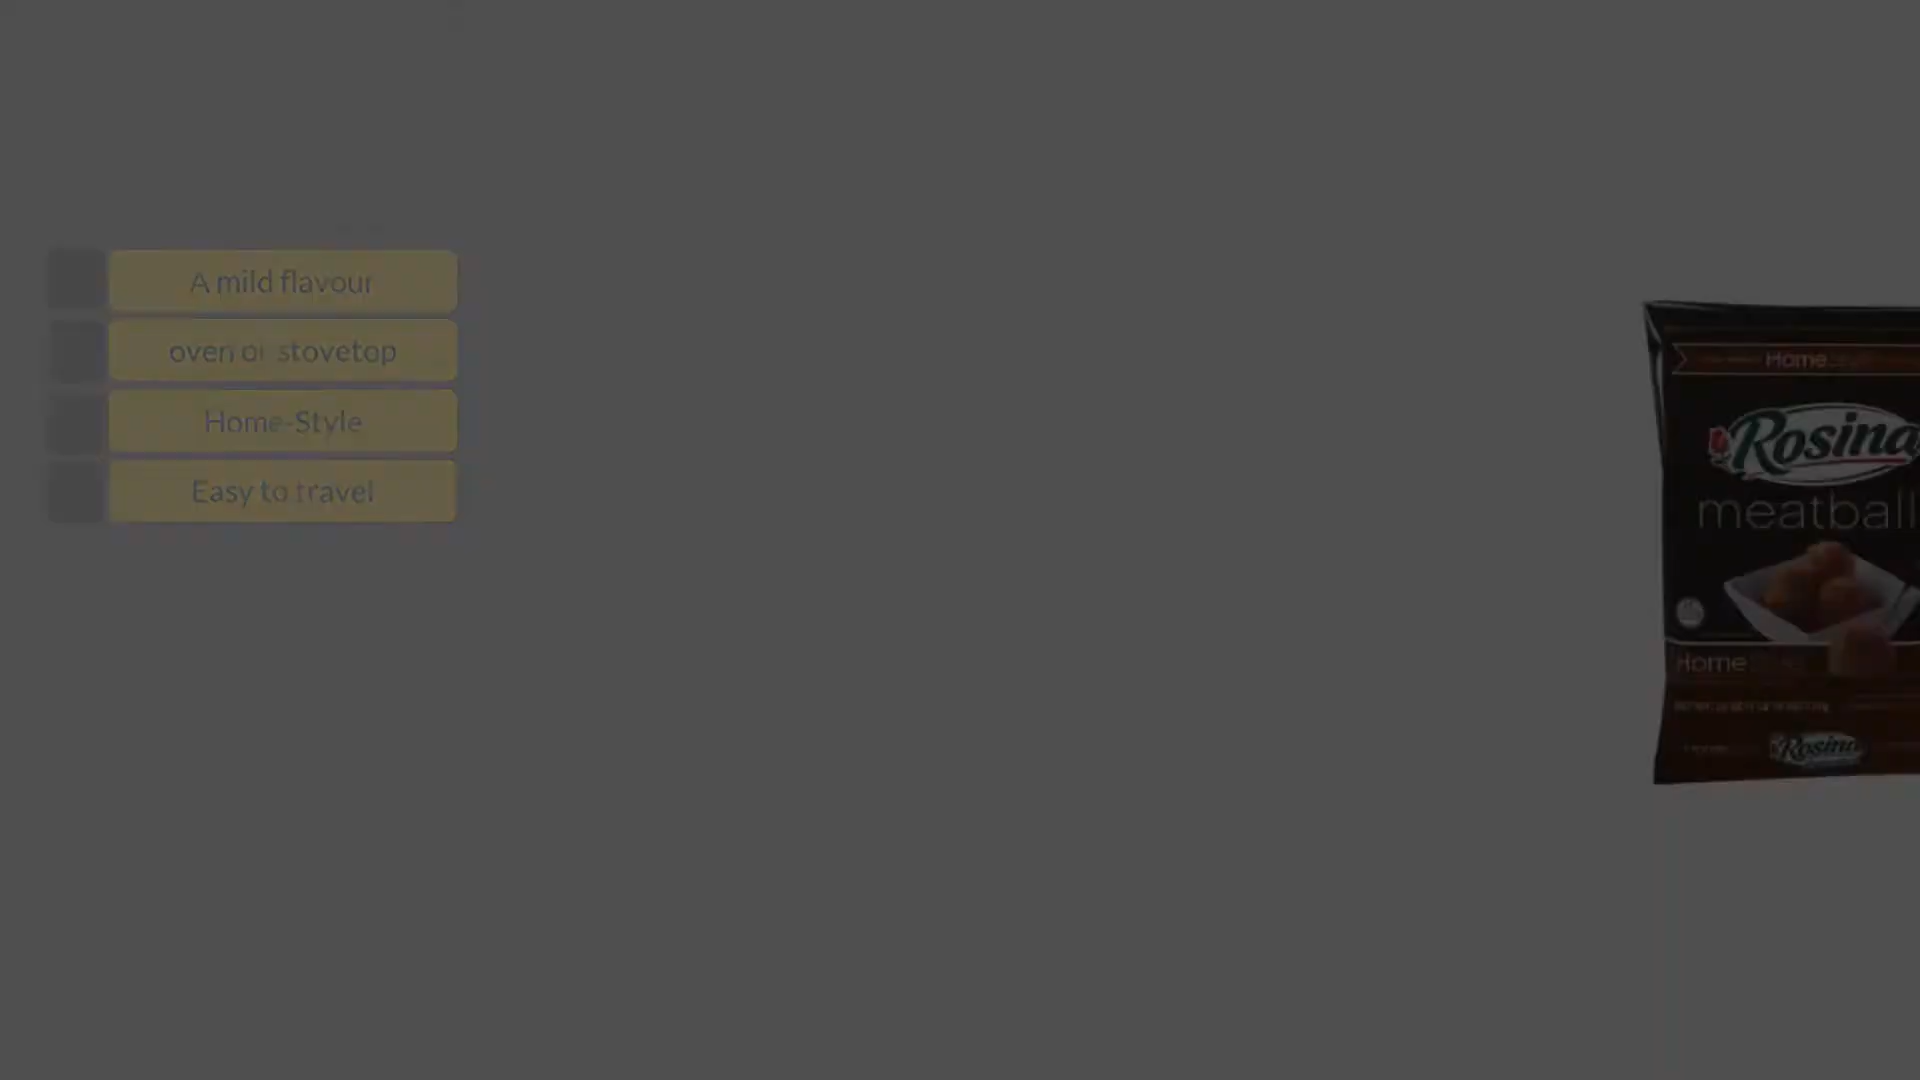 A mild flavour
oven or stovetop
Home-Style
Easy to travel
Home
Rosina
meatball
Home
Rosina